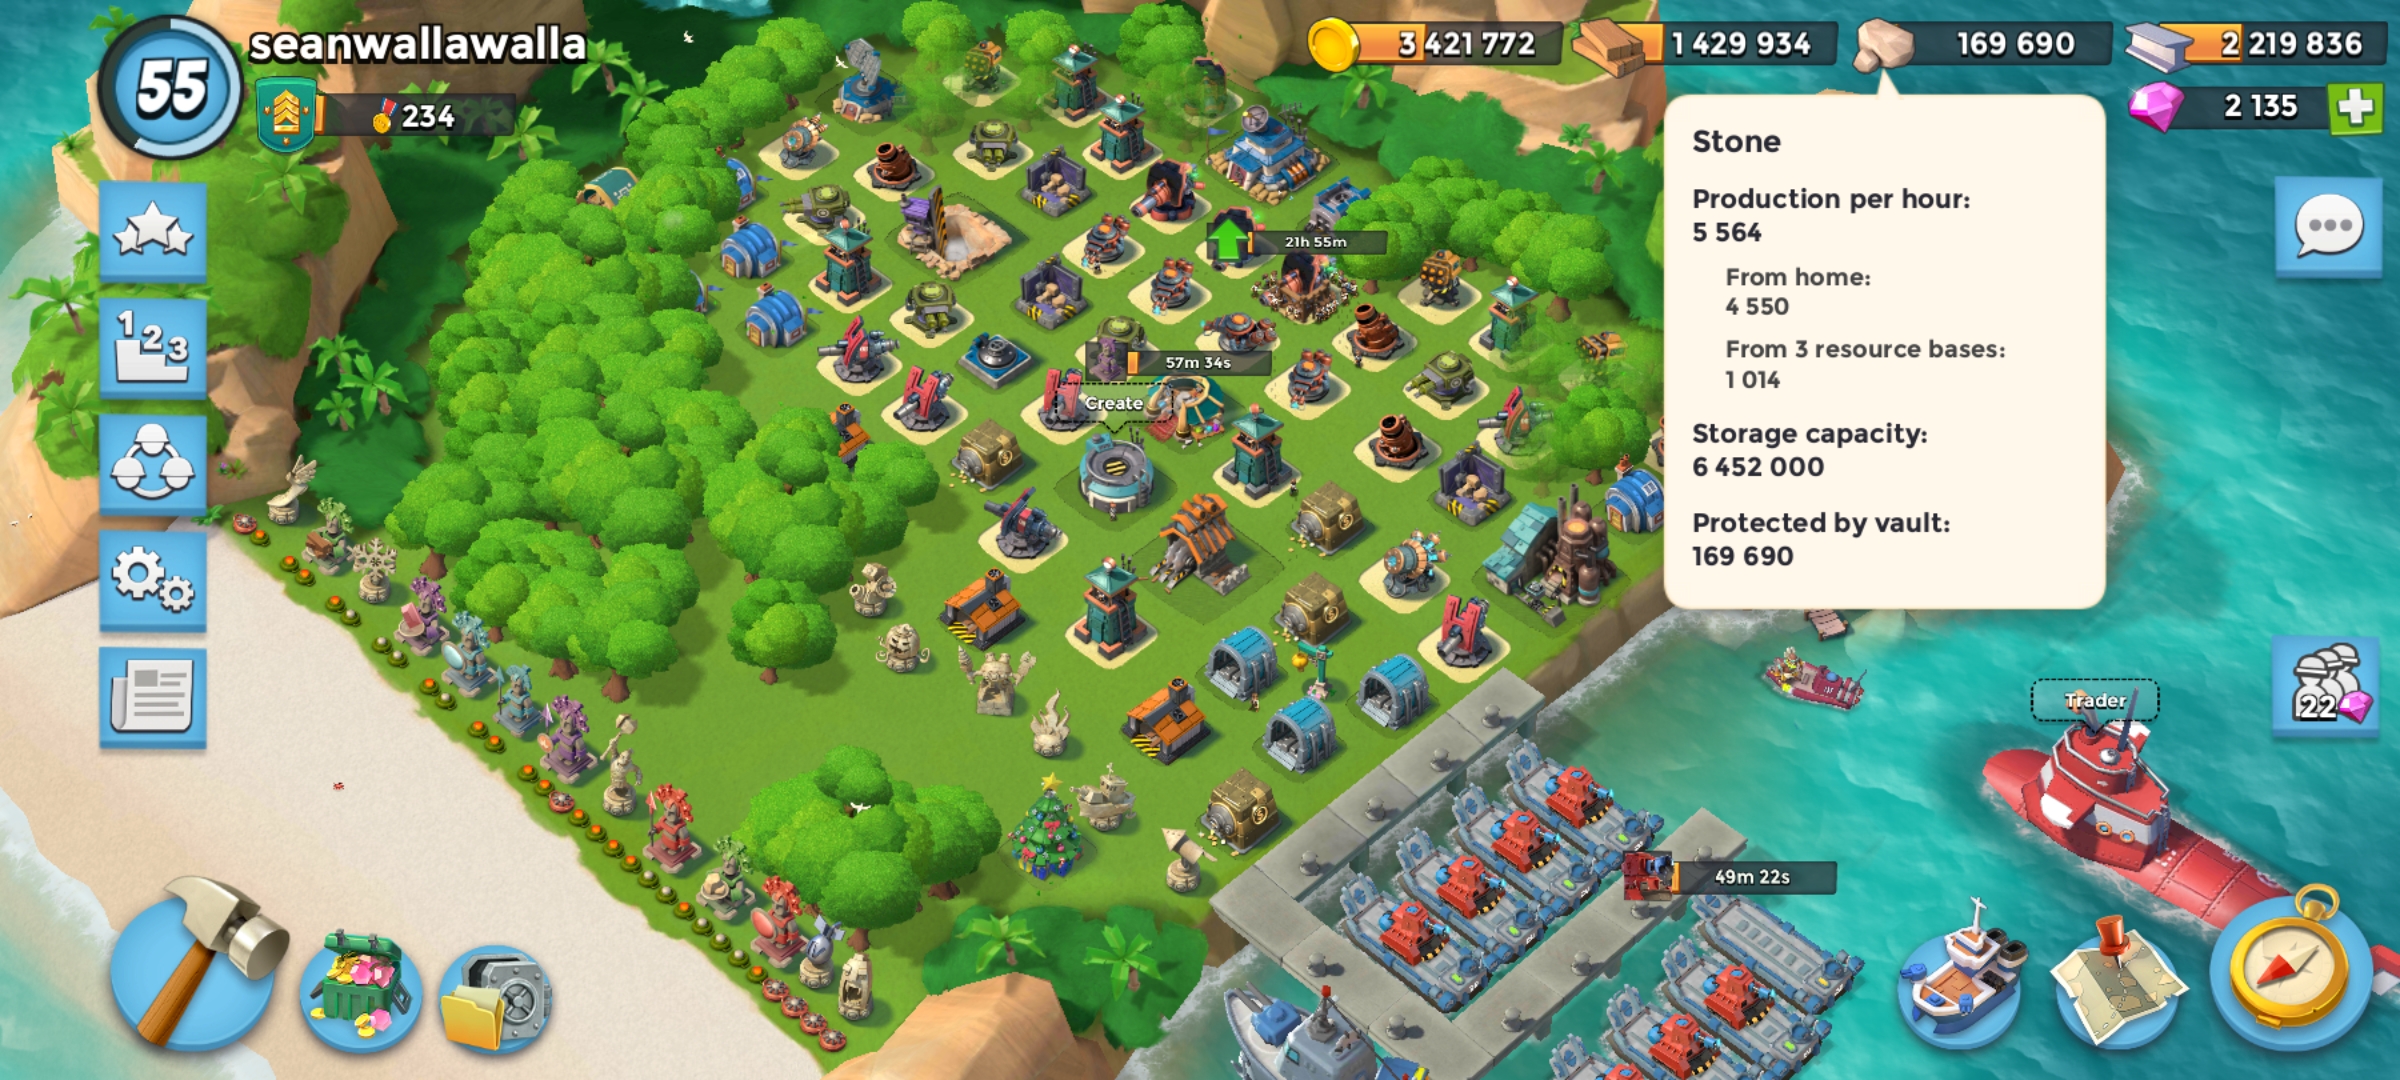 55
seanwallawalla
234
3 421 772
1 429 934
169 690
2 219 836
2 135
Stone
Production per hour:
5 564
From home:
4 550
From 3 resource bases:
1 014
Storage capacity:
6 452 000
Protected by vault:
169 690
21h 55m
57m 34s
Create
123
Trader
22
49m 22s